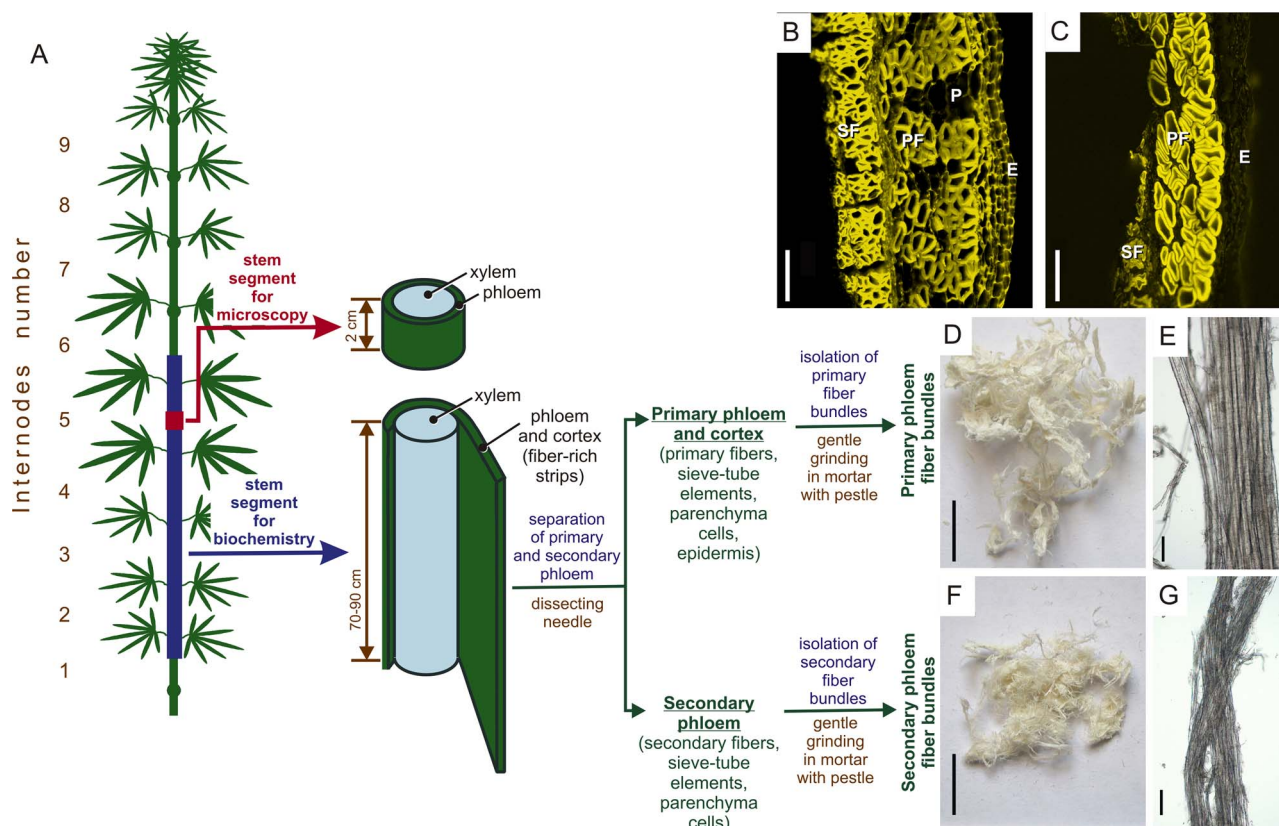 A
Internodes number
9
8
7
6
5
4
3
2
1
stem
segment
for
microscopy
stem
segment
for
biochemistry
xylem
phloem
2 cm
xylem
phloem
and cortex
(fiber-rich
strips)
70-90 cm
separation
of primary
and secondary
phloem
dissecting
needle
Primary phloem
and cortex
(primary fibers,
sieve-tube
elements,
parenchyma
cells,
epidermis)
isolation of
primary
fiber
bundles
gentle
grinding
in mortar
with pestle
Primary phloem
fiber bundles
Secondary
phloem
(secondary fibers,
sieve-tube
elements,
parenchyma
cells)
isolation of
secondary
fiber
bundles
gentle
grinding
in mortar
with pestle
Secondary phloem
fiber bundles
B
SF
PF
P
E
C
SF
PF
E
D
E
F
G